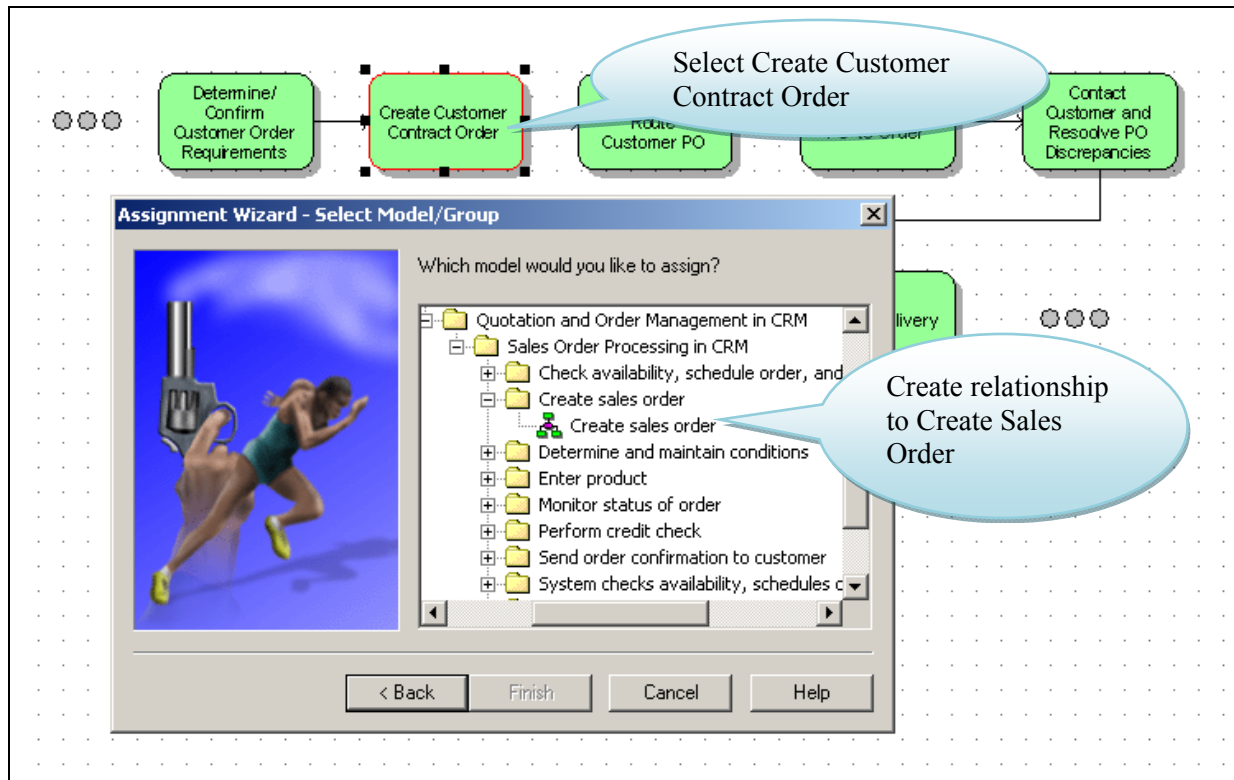 Select Create Customer
Contract Order
Determine/
Confirm
Customer Order
Requirements
Create Customer
Contract Order
Route
Customer PO
Order
Contact
Customer and
Resoolve PO
Discrepancies
Assignment Wizard - Select Model/Group
Which model would you like to assign?
Quotation and Order Management in CRM
Sales Order Processing in CRM
Check availability, schedule order, and
Create sales order
Create sales order
Determine and maintain conditions
Enter product
Monitor status of order
Perform credit check
Send order confirmation to customer
System checks availability, schedules
livery
Create relationship
to Create Sales
Order
< Back
Finish
Cancel
Help